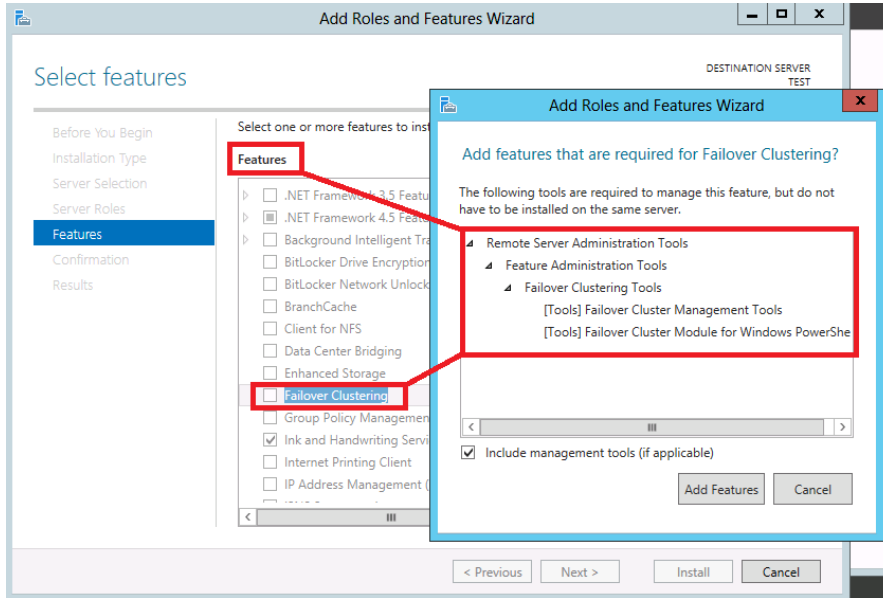 Add Roles and Features Wizard
Select features
DESTINATION SERVER
TEST
Before You Begin
Installation Type
Server Selection
Server Roles
Features
Confirmation
Results
Select one or more features to inst
Features
.NET Framework 3.5 Featu
.NET Framework 4.5 Featu
Background Intelligent Tra
BitLocker Drive Encryption
BitLocker Network Unlock
BranchCache
Client for NFS
Data Center Bridging
Enhanced Storage
Failover Clustering
Group Policy Managemen
Ink and Handwriting Servi
Internet Printing Client
IP Address Management (
Add Roles and Features Wizard
Add features that are required for Failover Clustering?
The following tools are required to manage this feature, but do not
have to be installed on the same server.
Remote Server Administration Tools
Feature Administration Tools
Failover Clustering Tools
[Tools] Failover Cluster Management Tools
[Tools] Failover Cluster Module for Windows PowerShe
Include management tools (if applicable)
Add Features
Cancel
< Previous
Next >
Install
Cancel